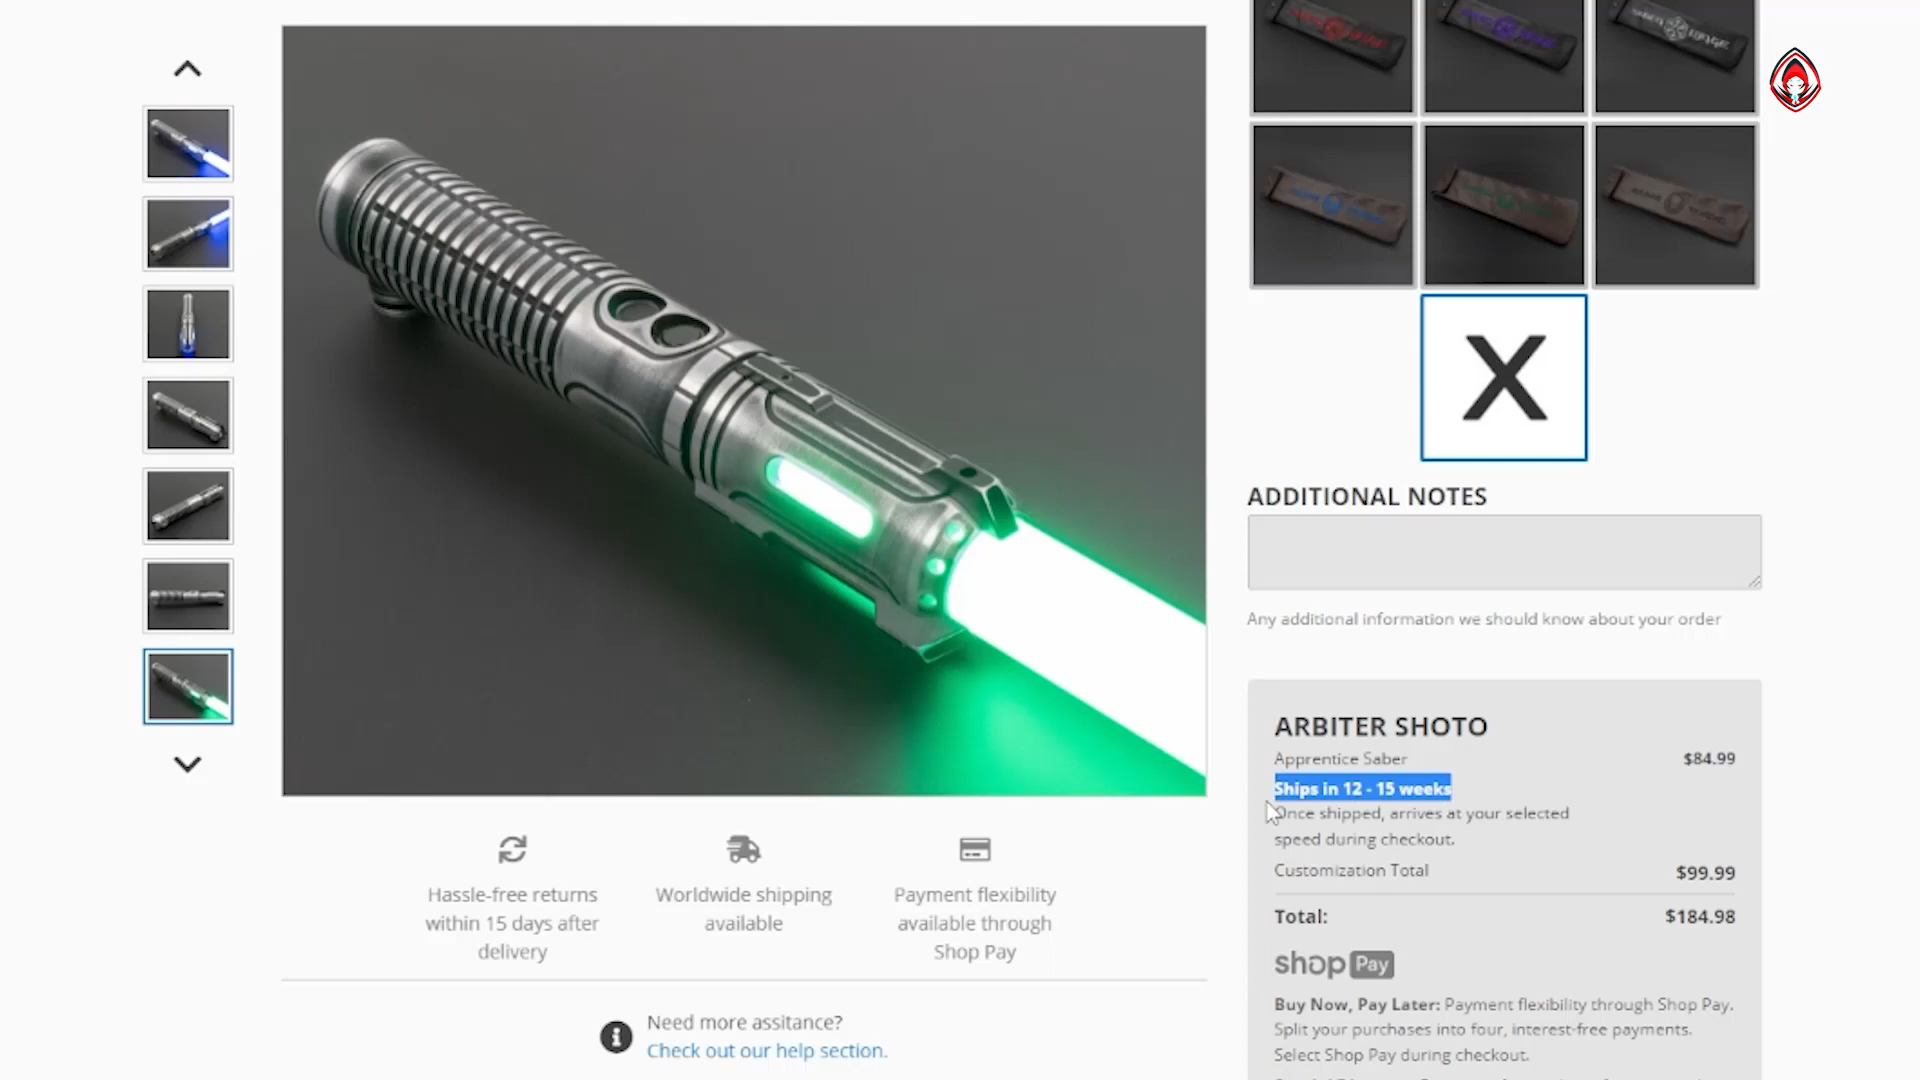 X
ADDITIONAL NOTES
Any additional information we should know about your order
ARBITER SHOTO
Apprentice Saber $84.99
Ships in 12 - 15 weeks
Once shipped, arrives at your selected
speed during checkout.
Customization Total $99.99
Total: $184.98
shop Pay
Buy Now, Pay Later: Payment flexibility through Shop Pay.
Split your purchases into four, interest-free payments.
Select Shop Pay during checkout.
Hassle-free returns
within 15 days after
delivery
Worldwide shipping
available
Payment flexibility
available through
Shop Pay
Need more assitance?
Check out our help section.